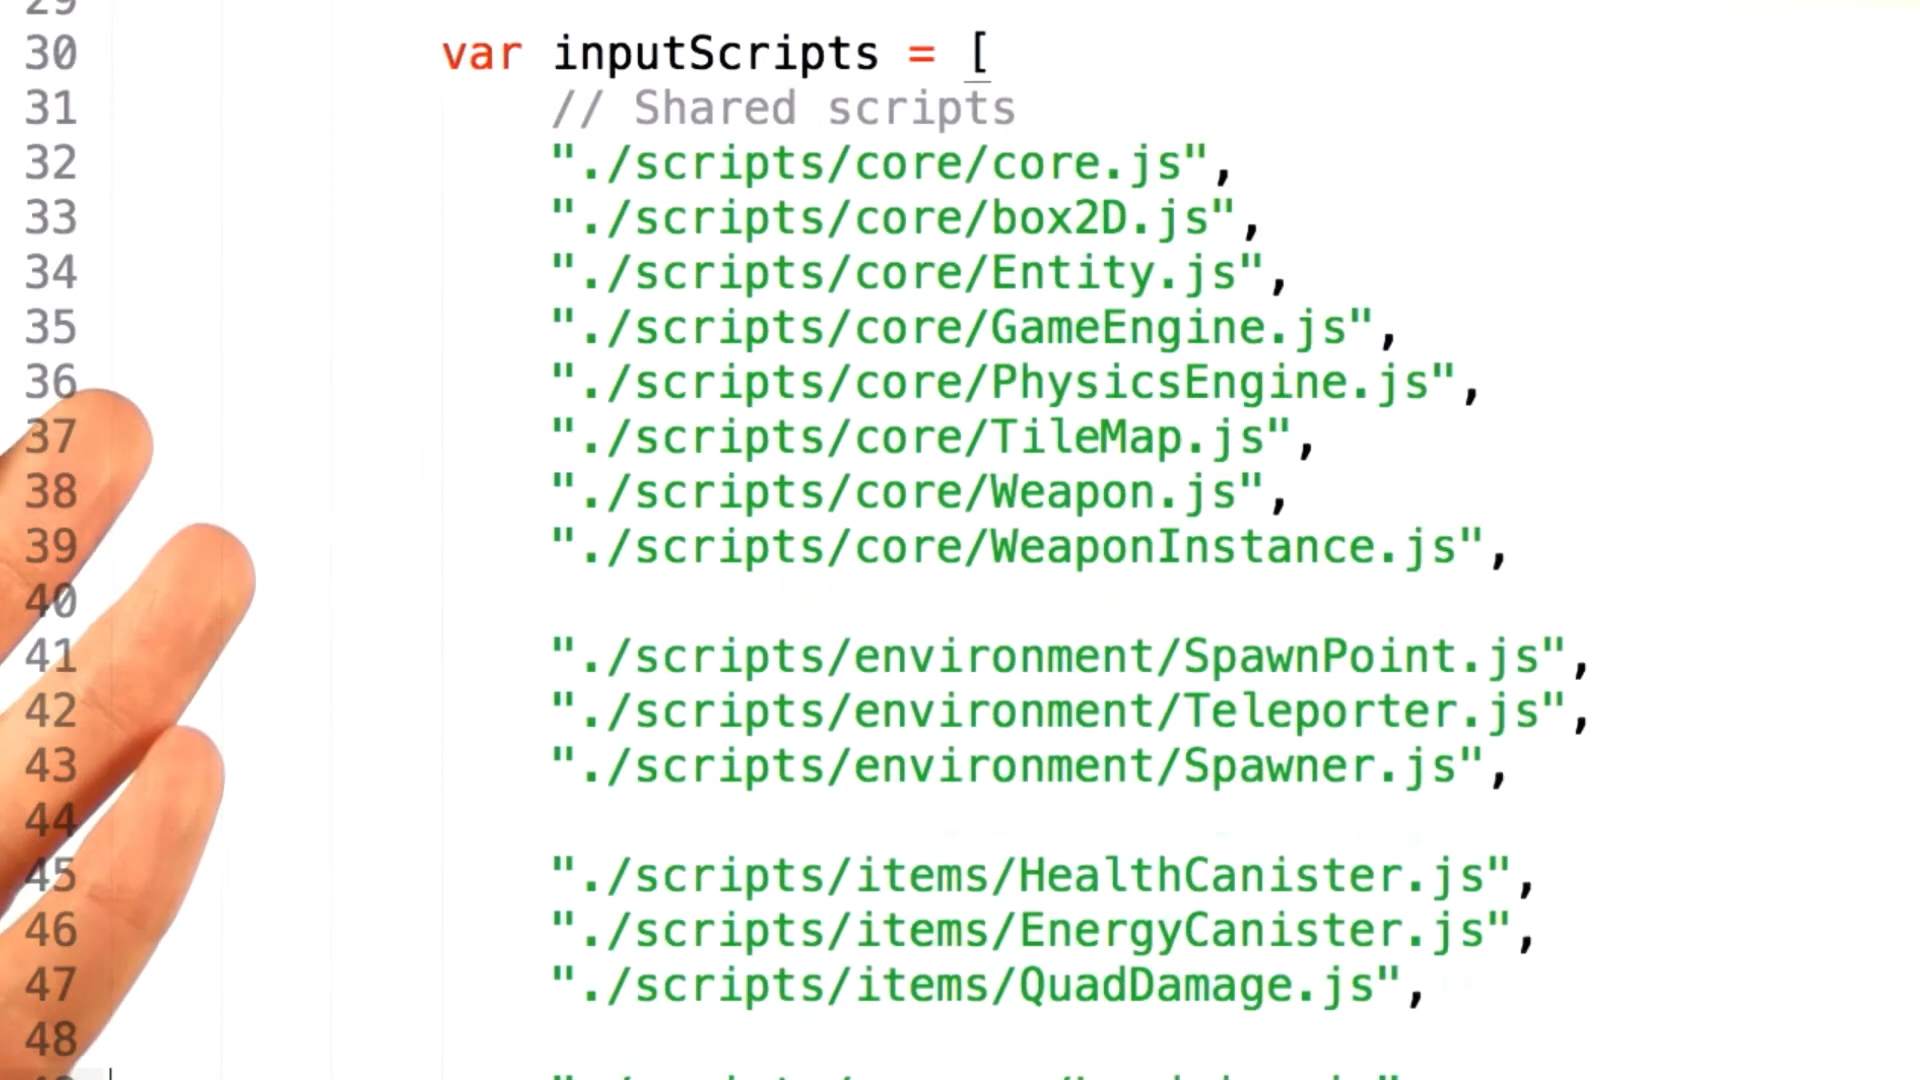 29
30 var inputScripts = [
31 // Shared scripts
32 "./scripts/core/core.js",
33 "./scripts/core/box2D.js",
34 "./scripts/core/Entity.js",
35 "./scripts/core/GameEngine.js",
36 "./scripts/core/PhysicsEngine.js",
37 "./scripts/core/TileMap.js",
38 "./scripts/core/Weapon.js",
39 "./scripts/core/WeaponInstance.js",
40
41 "./scripts/environment/SpawnPoint.js",
42 "./scripts/environment/Teleporter.js",
43 "./scripts/environment/Spawner.js",
44
45 "./scripts/items/HealthCanister.js",
46 "./scripts/items/EnergyCanister.js",
47 "./scripts/items/QuadDamage.js",
48